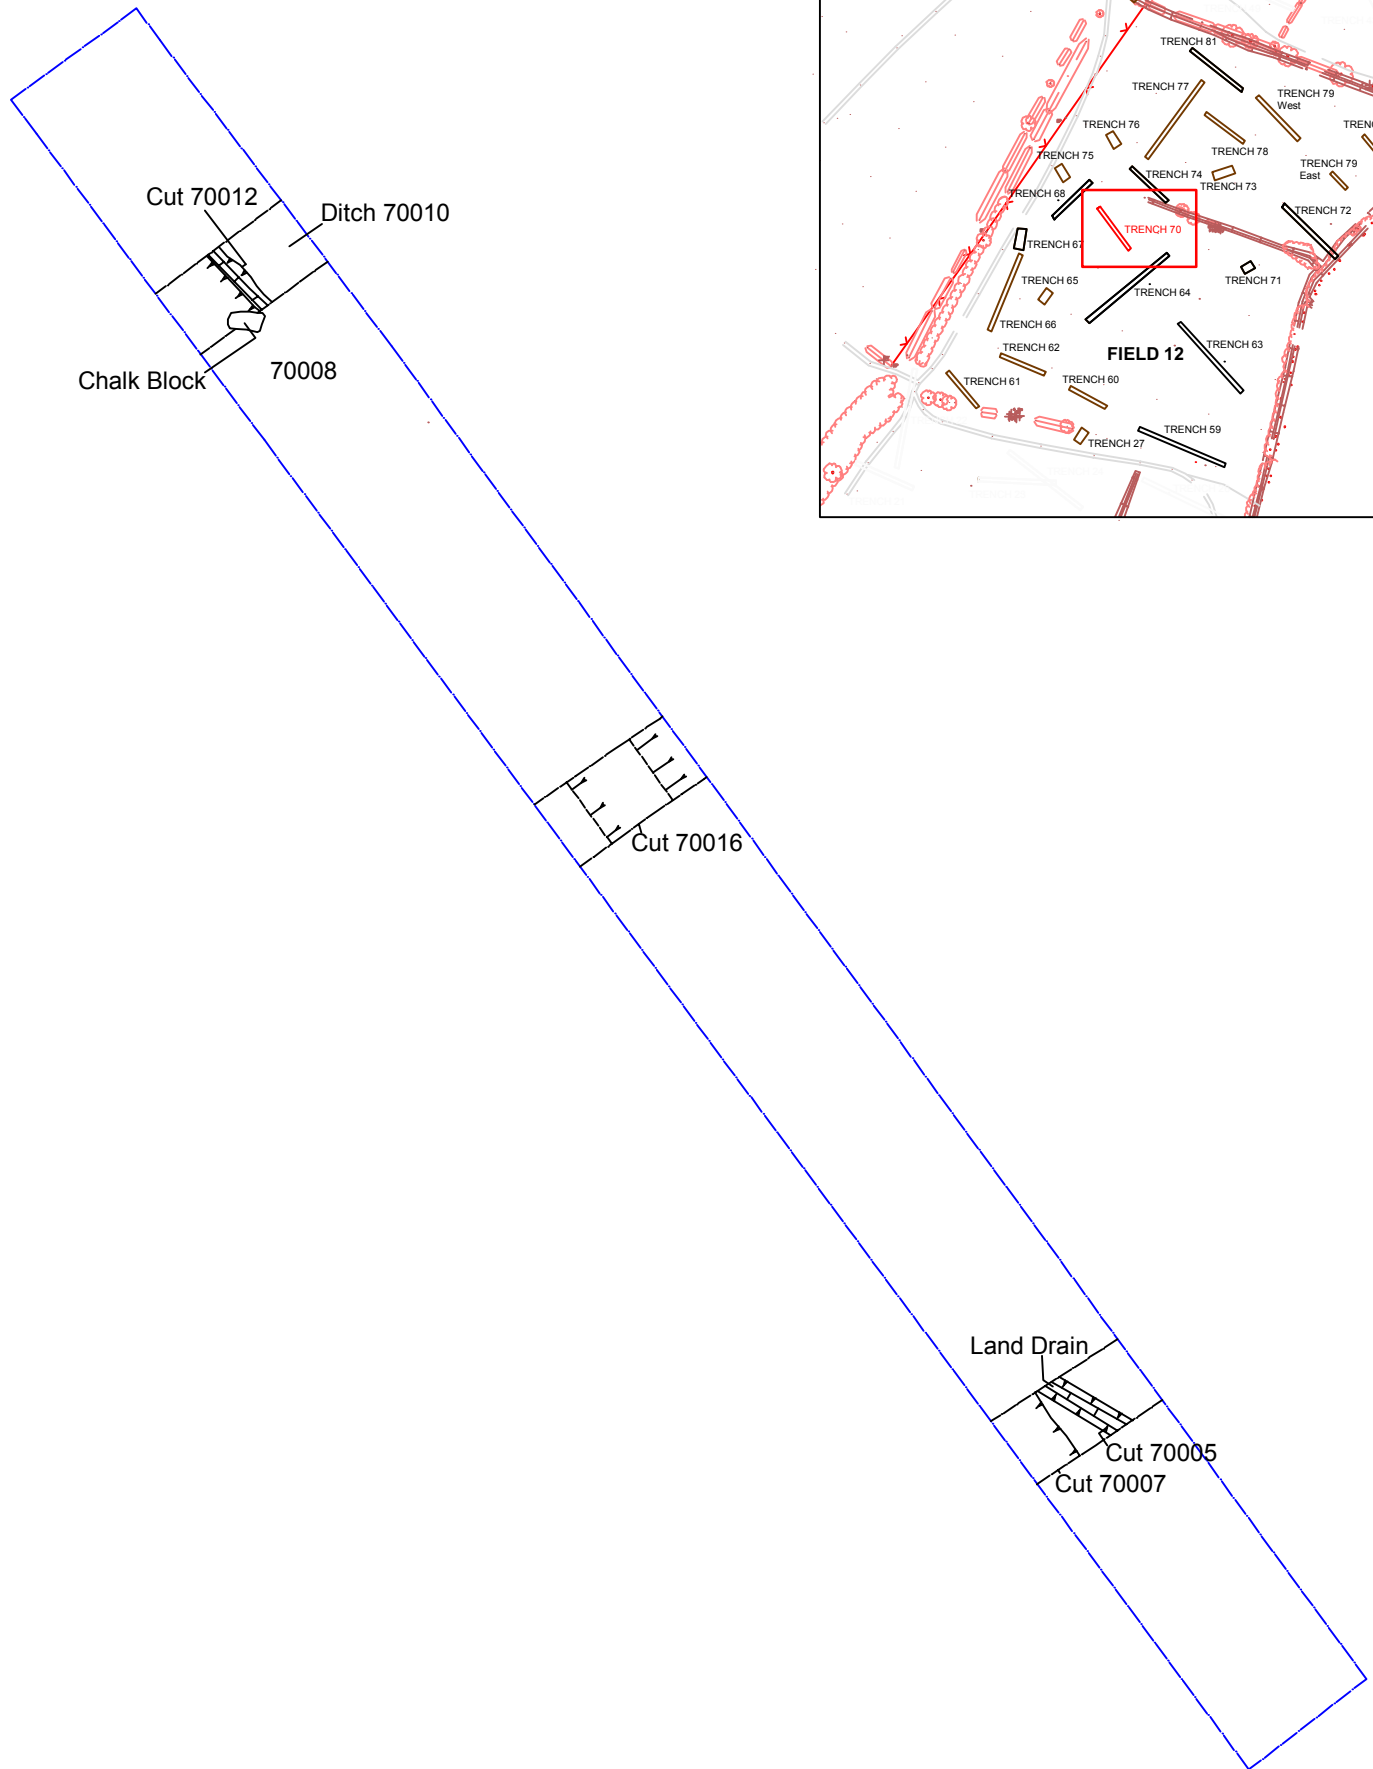 TRENCH 81
TRENCH 77
TRENCH 79
West
TRENCH 76
TRENCH 78
TRENCH 75
TRENCH 79
East
TRENCH 74
TRENCH 73
TRENCH 68
TRENCH 72
TRENCH 70
TRENCH 67
TRENCH 65
TRENCH 71
TRENCH 64
TRENCH 66
TRENCH 63
TRENCH 62
FIELD 12
TRENCH 61
TRENCH 60
TRENCH 59
TRENCH 27
Cut 70012
Ditch 70010
Chalk Block
70008
Cut 70016
Land Drain
Cut 70005
Cut 70007